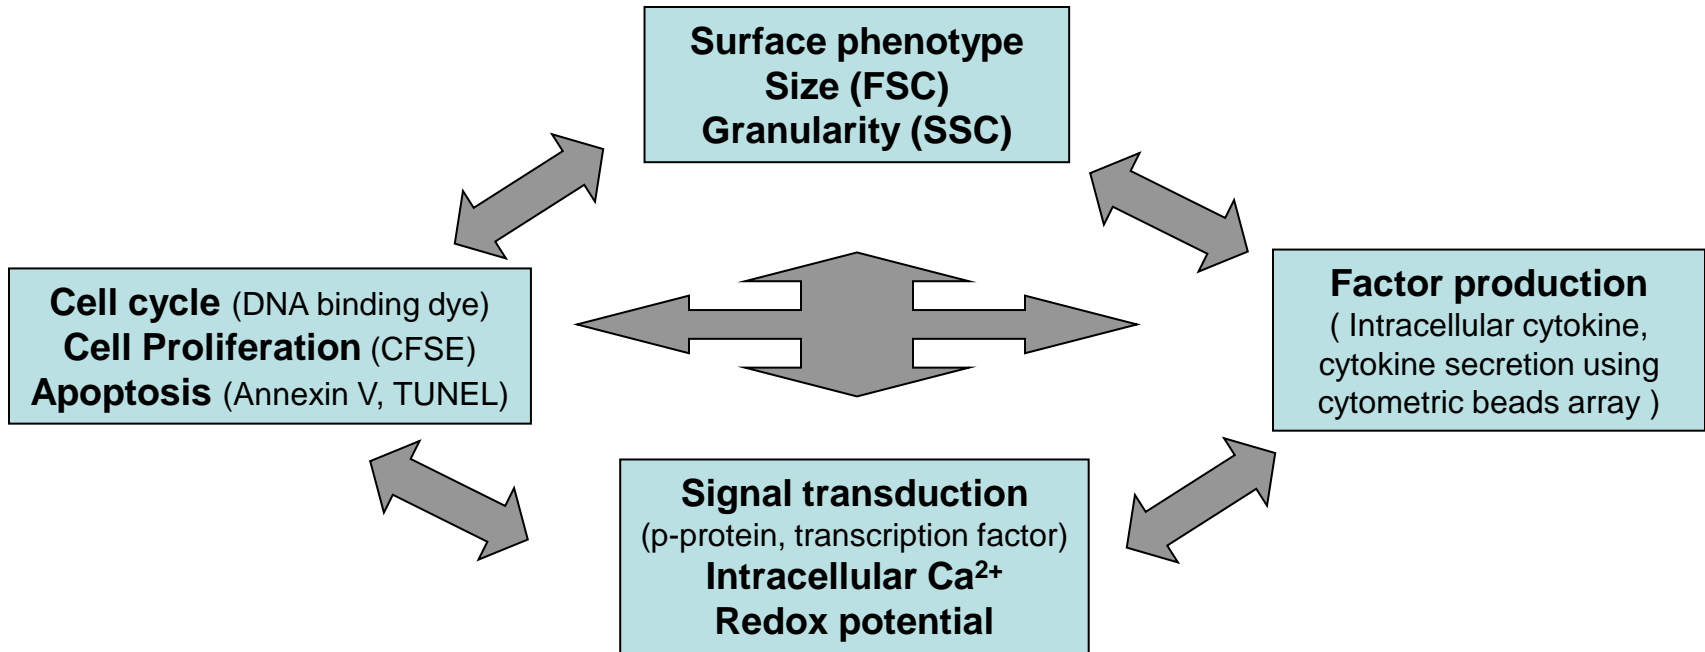 Surface phenotype
Size (FSC)
Granularity (SSC)
Cell cycle (DNA binding dye)
Cell Proliferation (CFSE)
Apoptosis (Annexin V, TUNEL)
Factor production
( Intracellular cytokine,
cytokine secretion using
cytometric beads array )
Signal transduction
(p-protein, transcription factor)
Intracellular Ca²⁺
Redox potential